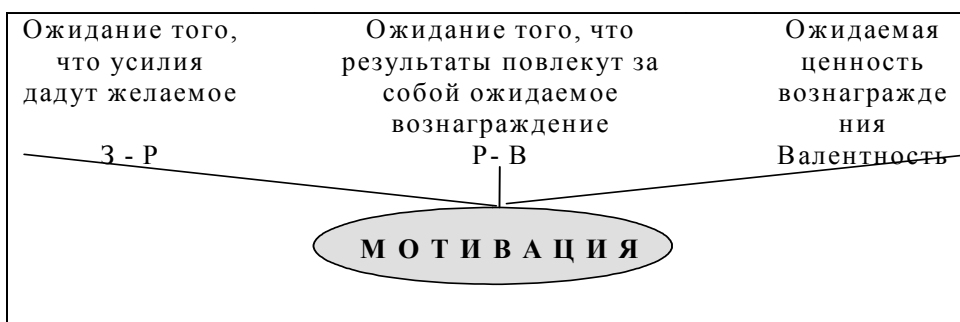 Ожидание того,
что усилия
дадут желаемое
З - Р
Ожидание того, что
результаты повлекут за
собой ожидаемое
вознаграждение
Р- В
Ожидаемая
ценность
вознагражде
ния
Валентность
МОТИВАЦИЯ